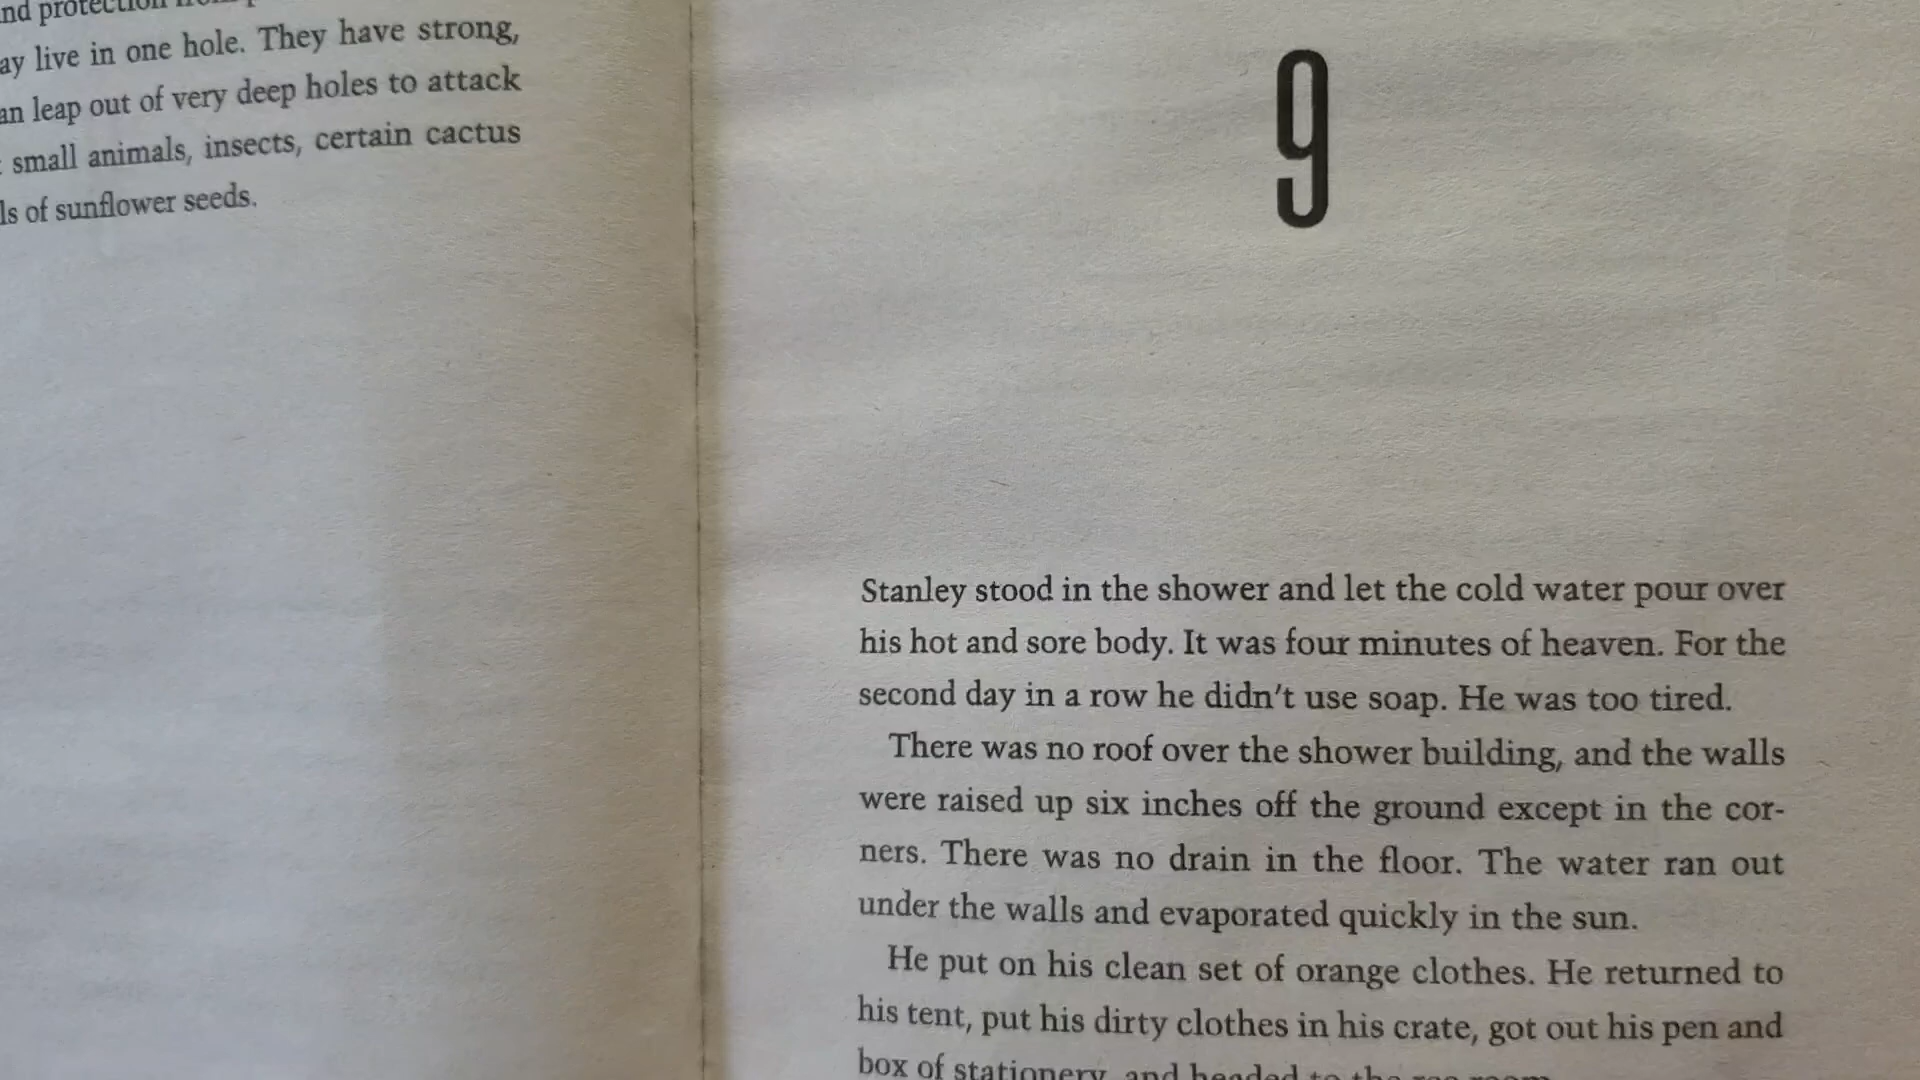 nd protection
ay live in one hole. They have strong,
an leap out of very deep holes to attack
small animals, insects, certain cactus
ls of sunflower seeds.
9
Stanley stood in the shower and let the cold water pour over
his hot and sore body. It was four minutes of heaven. For the
second day in a row he didn't use soap. He was too tired.
There was no roof over the shower building, and the walls
were raised up six inches off the ground except in the cor-
ners. There was no drain in the floor. The water ran out
under the walls and evaporated quickly in the sun.
He put on his clean set of orange clothes. He returned to
his tent, put his dirty clothes in his crate, got out his pen and
box of stationery, and headed to the rec room.